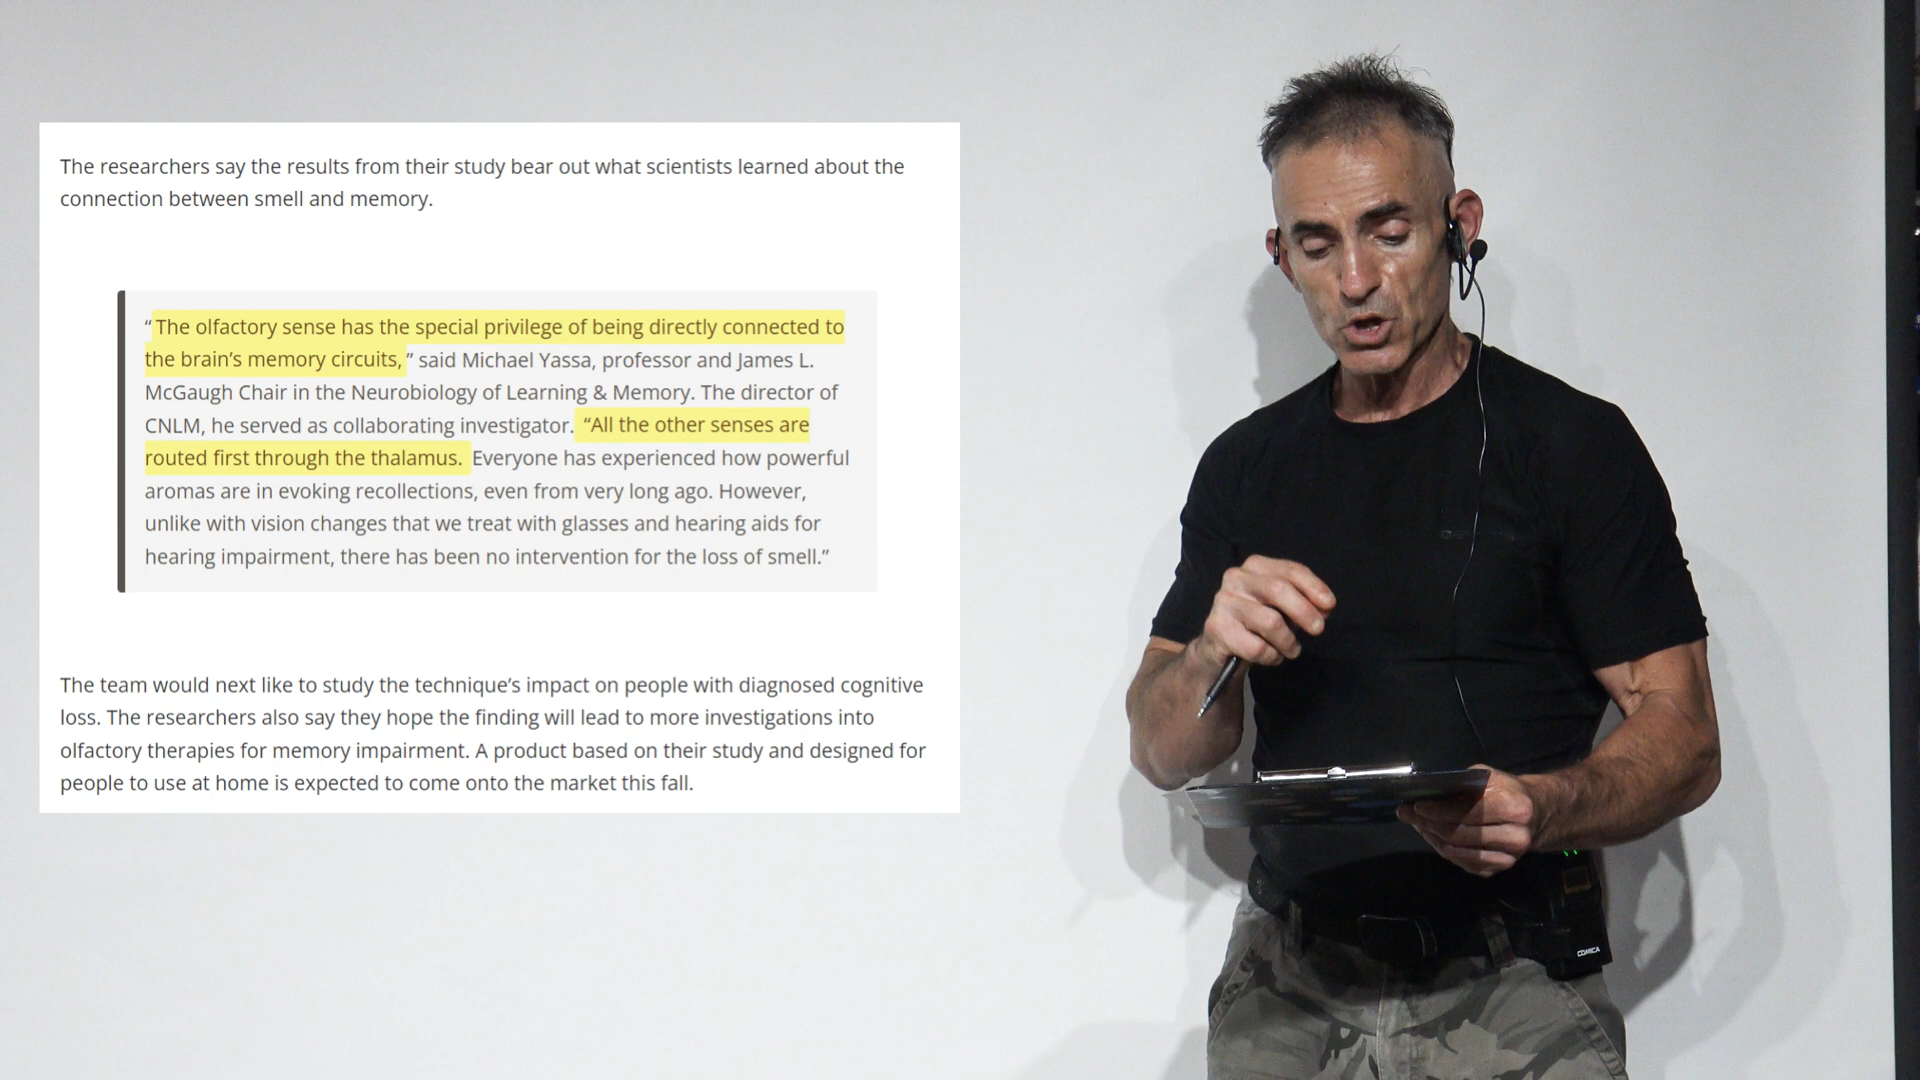 The researchers say the results from their study bear out what scientists learned about the
connection between smell and memory.
“The olfactory sense has the special privilege of being directly connected to
the brain’s memory circuits,” said Michael Yassa, professor and James L.
McGaugh Chair in the Neurobiology of Learning & Memory. The director of
CNLM, he served as collaborating investigator. “All the other senses are
routed first through the thalamus. Everyone has experienced how powerful
aromas are in evoking recollections, even from very long ago. However,
unlike with vision changes that we treat with glasses and hearing aids for
hearing impairment, there has been no intervention for the loss of smell.”
The team would next like to study the technique’s impact on people with diagnosed cognitive
loss. The researchers also say they hope the finding will lead to more investigations into
olfactory therapies for memory impairment. A product based on their study and designed for
people to use at home is expected to come onto the market this fall.
COMICA